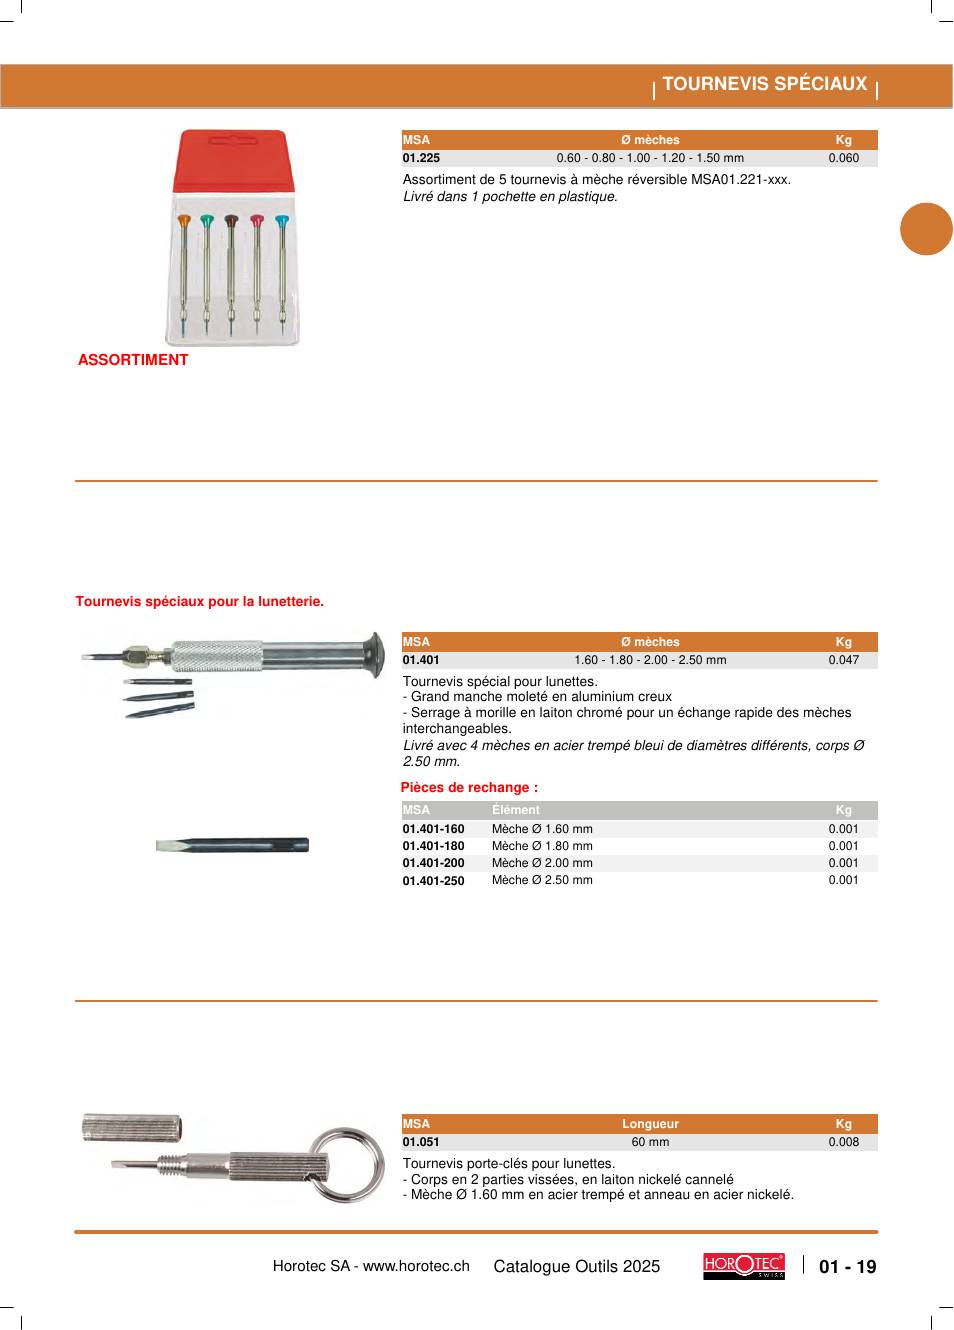 TOURNEVIS SPÉCIAUX
MSA Ø mèches Kg
01.225 0.60 - 0.80 - 1.00 - 1.20 - 1.50 mm 0.060
Assortiment de 5 tournevis à mèche réversible MSA01.221-xxx.
Livré dans 1 pochette en plastique.
ASSORTIMENT
Tournevis spéciaux pour la lunetterie.
MSA Ø mèches Kg
01.401 1.60 - 1.80 - 2.00 - 2.50 mm 0.047
Tournevis spécial pour lunettes.
- Grand manche moleté en aluminium creux
- Serrage à morille en laiton chromé pour un échange rapide des mèches
interchangeables.
Livré avec 4 mèches en acier trempé bleui de diamètres différents, corps Ø
2.50 mm.
Pièces de rechange :
MSA Élément Kg
01.401-160 Mèche Ø 1.60 mm 0.001
01.401-180 Mèche Ø 1.80 mm 0.001
01.401-200 Mèche Ø 2.00 mm 0.001
01.401-250 Mèche Ø 2.50 mm 0.001
MSA Longueur Kg
01.051 60 mm 0.008
Tournevis porte-clés pour lunettes.
- Corps en 2 parties vissées, en laiton nickelé cannelé
- Mèche Ø 1.60 mm en acier trempé et anneau en acier nickelé.
Horotec SA - www.horotec.ch Catalogue Outils 2025 HOROTEC SWISS 01 - 19